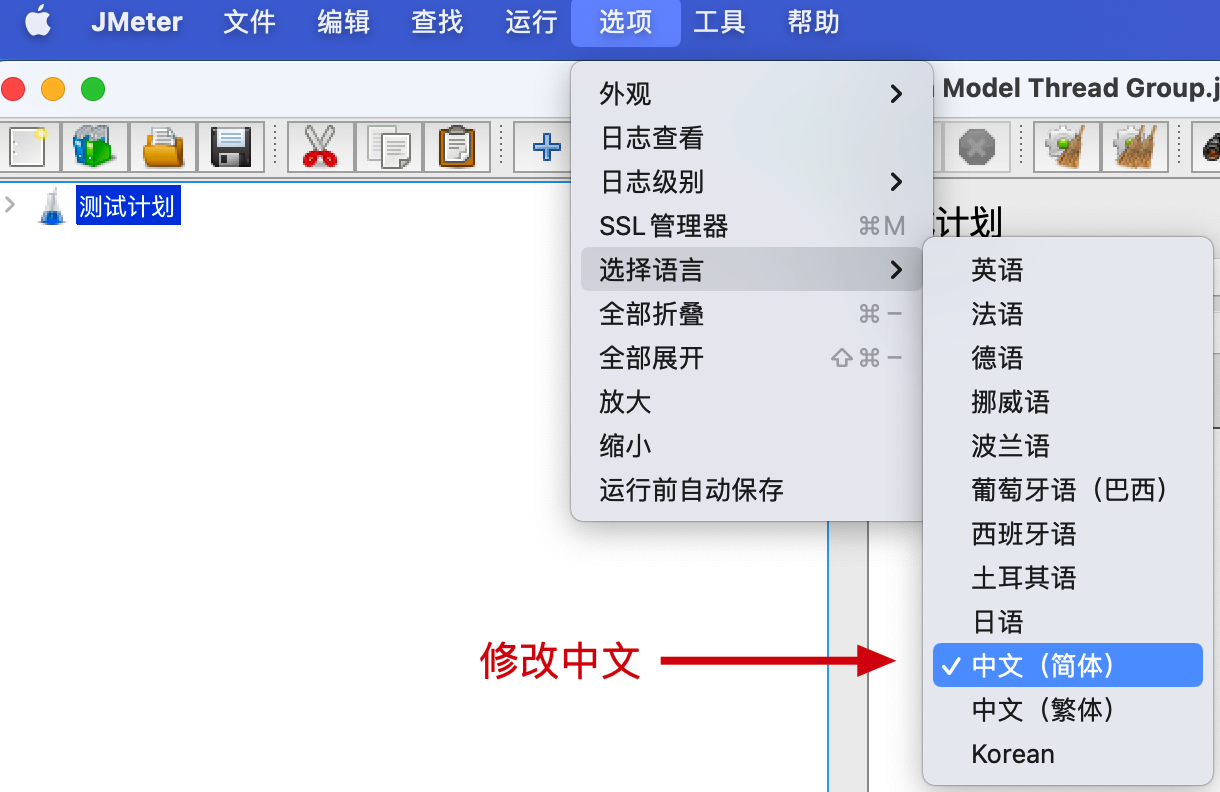 JMeter 文件 编辑 查找 运行 选项 工具 帮助
Model Thread Group.j
外观
日志查看
日志级别
SSL 管理器 ⌘M
选择语言
全部折叠 ⌘−
全部展开 ⇧⌘−
放大
缩小
运行前自动保存
测试计划
计划
英语
法语
德语
挪威语
波兰语
葡萄牙语（巴西）
西班牙语
土耳其语
日语
中文（简体）
中文（繁体）
Korean
修改中文